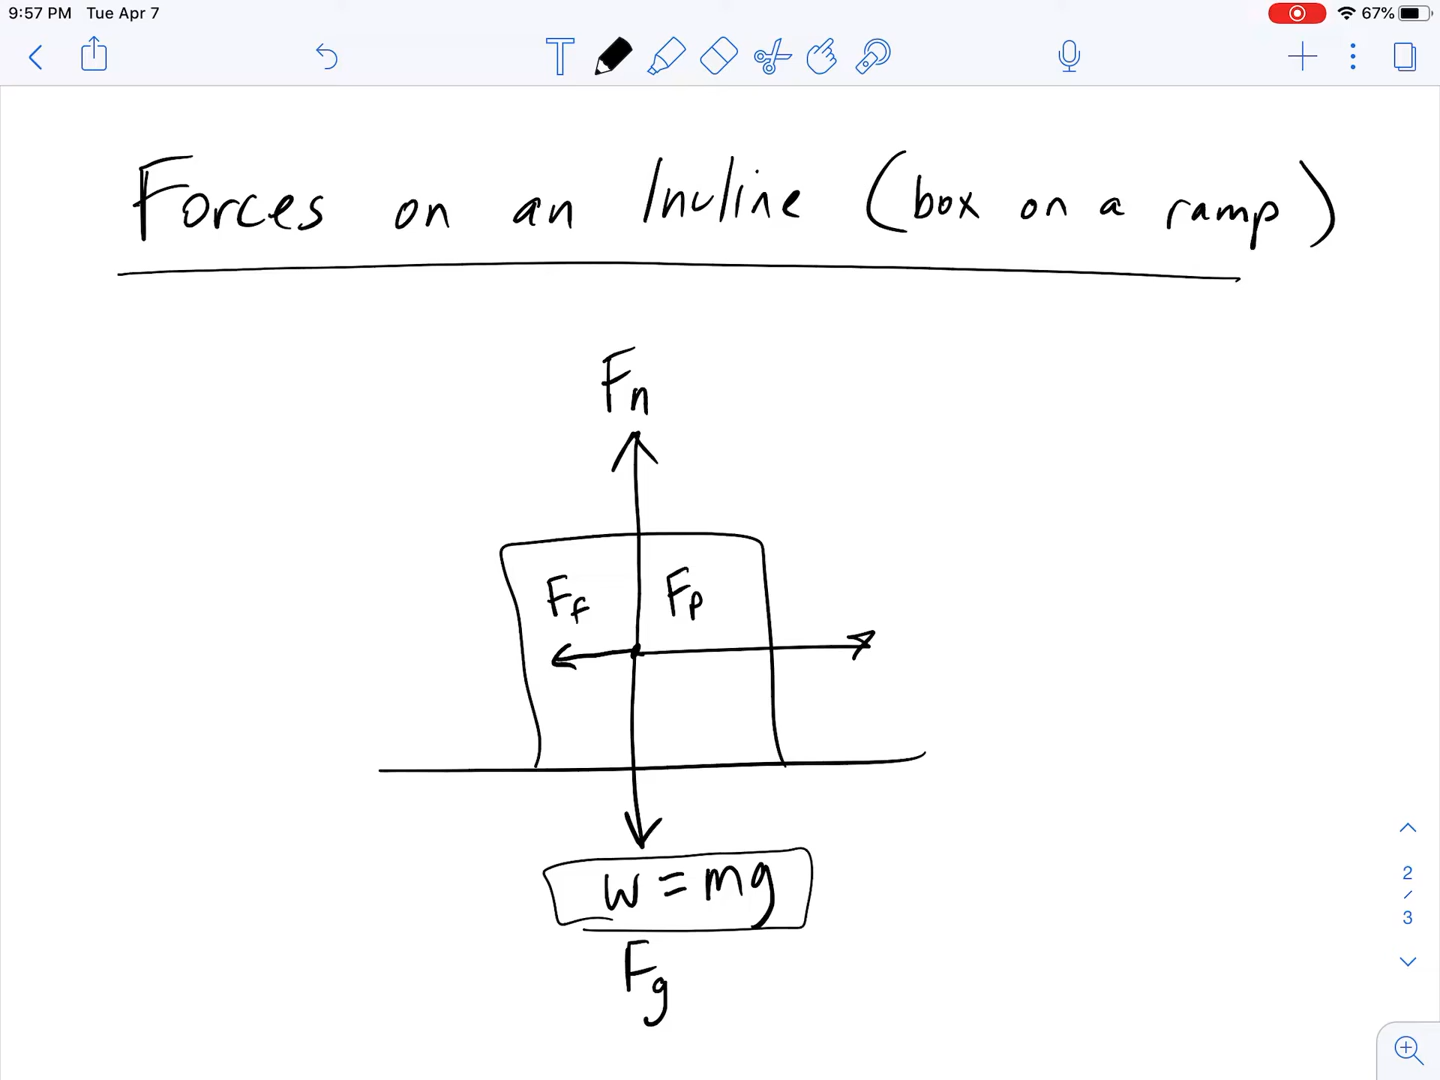 9:57 PM Tue Apr 7
67%
T
Forces on an Incline (box on a ramp)
Fn
Ff Fp
w = mg
Fg
2
/
3